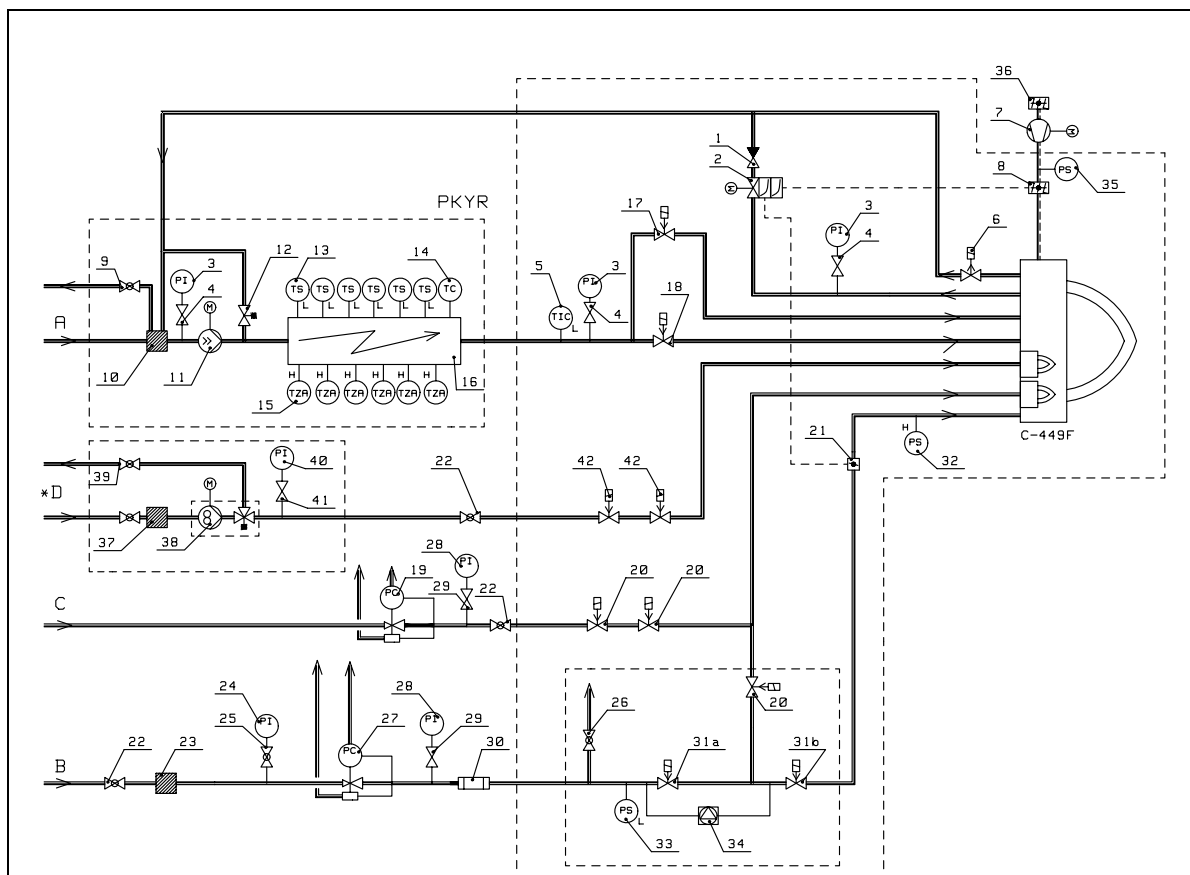 36
7
M
1
2
M
8
PS
35
PKYR
17
3
PI
4
6
9
3
PI
4
12
13
14
M
TS
TS
TS
TS
TS
TS
TC
L
L
L
L
L
L
5
TIC
L
3
PI
4
18
A
10
11
H
H
H
H
H
H
TZA
TZA
TZA
TZA
TZA
TZA
15
16
C-449F
H
PS
32
21
PI
40
39
41
M
22
42
42
*D
37
38
28
PI
19
PC
29
22
20
20
C
24
PI
25
28
PI
27
PC
29
26
20
22
23
30
31a
31b
B
PS
L
33
34